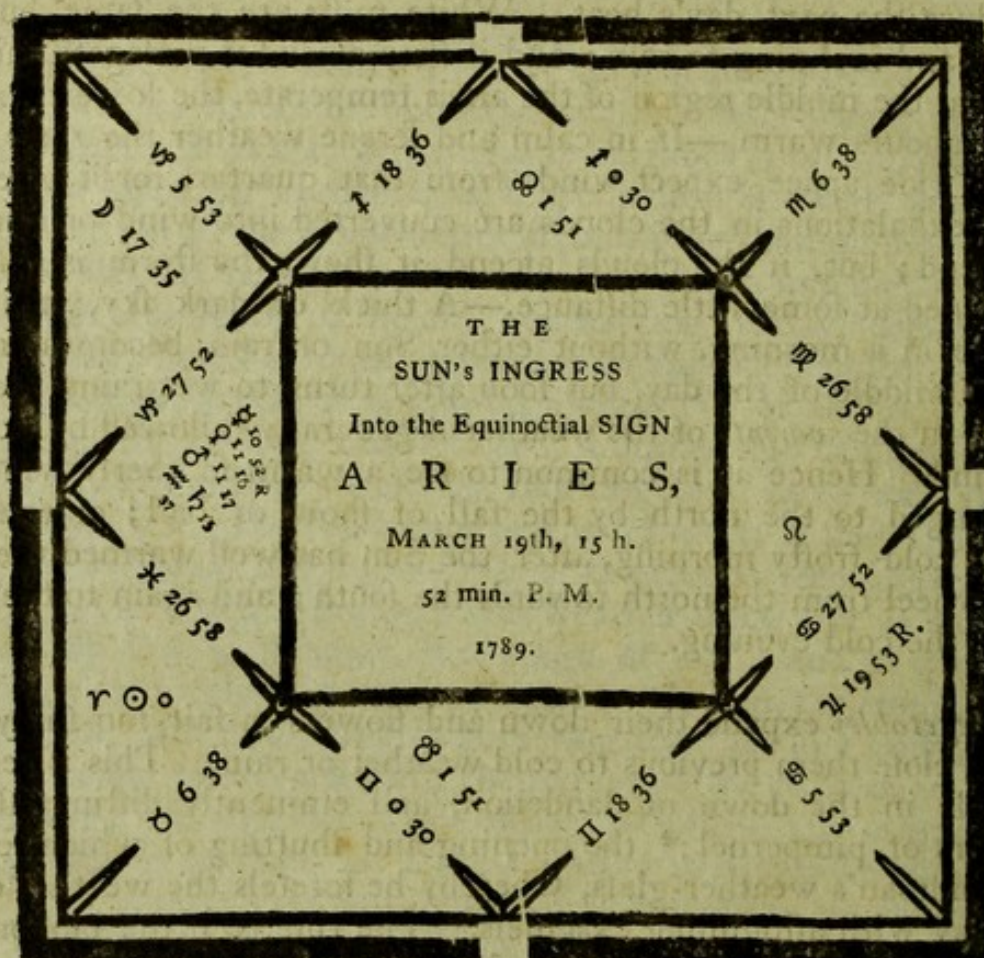 ♑ 5 53
☽ 17 35
♐ 18 36
♐ 0 30
☊ 1 51
♏ 6 38
♑ 27 52
♍ 26 58
♌
♋ 27 52
♃ 19 53 R.
♓ 26 58
♈ ☉ 0
♉ 6 38
♊ 0 30
☋ 1 51
♊ 18 36
♋ 5 53
THE
SUN's INGRESS
Into the Equinoctial SIGN
ARIES,
MARCH 19th, 15 h.
52 min. P. M.
1789.